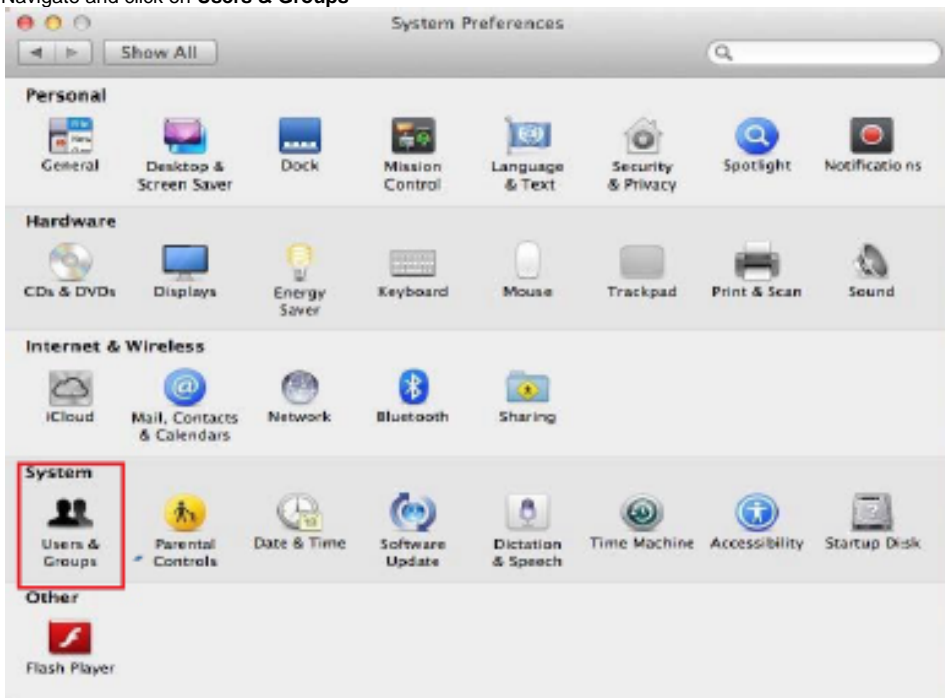 Navigate and click on Users & Groups
System Preferences
Show All
Personal
General
Desktop &
Screen Saver
Dock
Mission
Control
Language
& Text
Security
& Privacy
Spotlight
Notifications
Hardware
CDs & DVDs
Displays
Energy
Saver
Keyboard
Mouse
Trackpad
Print & Scan
Sound
Internet & Wireless
iCloud
Mail, Contacts
& Calendars
Network
Bluetooth
Sharing
System
Users &
Groups
Parental
Controls
Date & Time
Software
Update
Dictation
& Speech
Time Machine
Accessibility
Startup Disk
Other
Flash Player